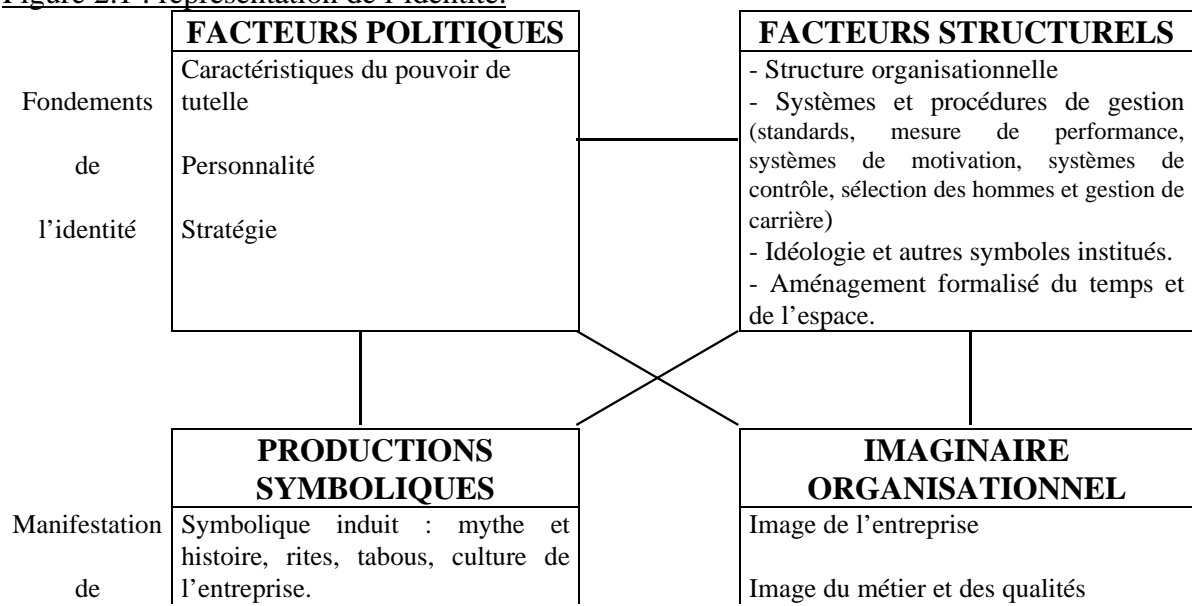 Figure 2.1 : représentation de l'identité.
FACTEURS POLITIQUES
Caractéristiques du pouvoir de
tutelle
Personnalité
Stratégie
FACTEURS STRUCTURELS
- Structure organisationnelle
- Systèmes et procédures de gestion
(standards, mesure de performance,
systèmes de motivation, systèmes de
contrôle, sélection des hommes et gestion de
carrière)
- Idéologie et autres symboles institués.
- Aménagement formalisé du temps et
de l'espace.
Fondements
de
l'identité
PRODUCTIONS
SYMBOLIQUES
Symbolique induit : mythe et
histoire, rites, tabous, culture de
l'entreprise.
IMAGINAIRE
ORGANISATIONNEL
Image de l'entreprise
Image du métier et des qualités
Manifestation
de